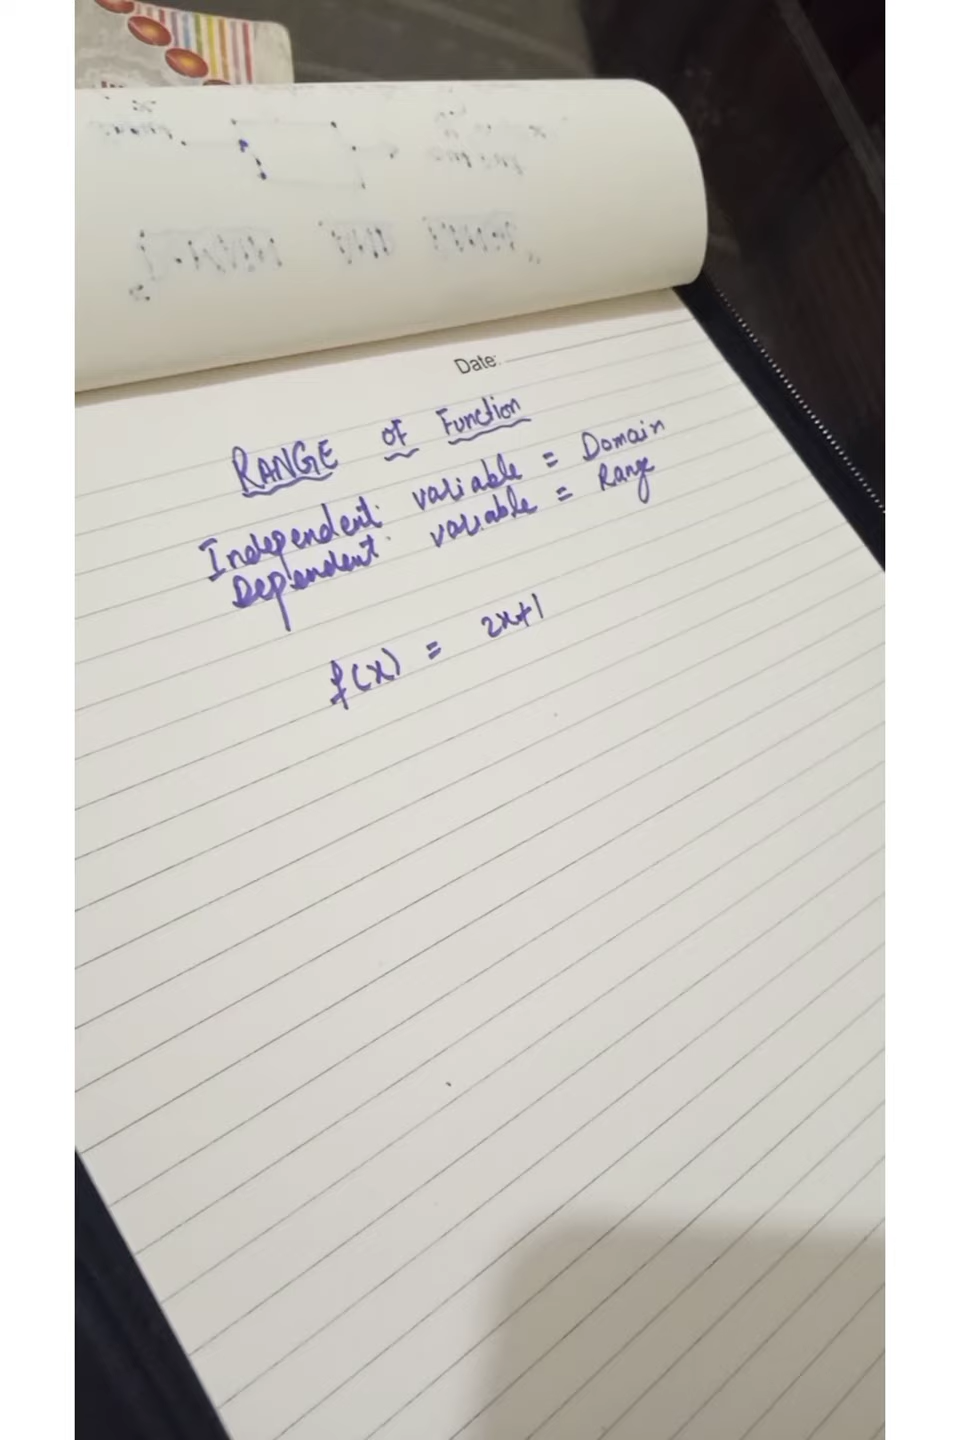 Date:
RANGE OF Function
Independent variable = Domain
Dependent variable = Range
f(x) = 2x+1